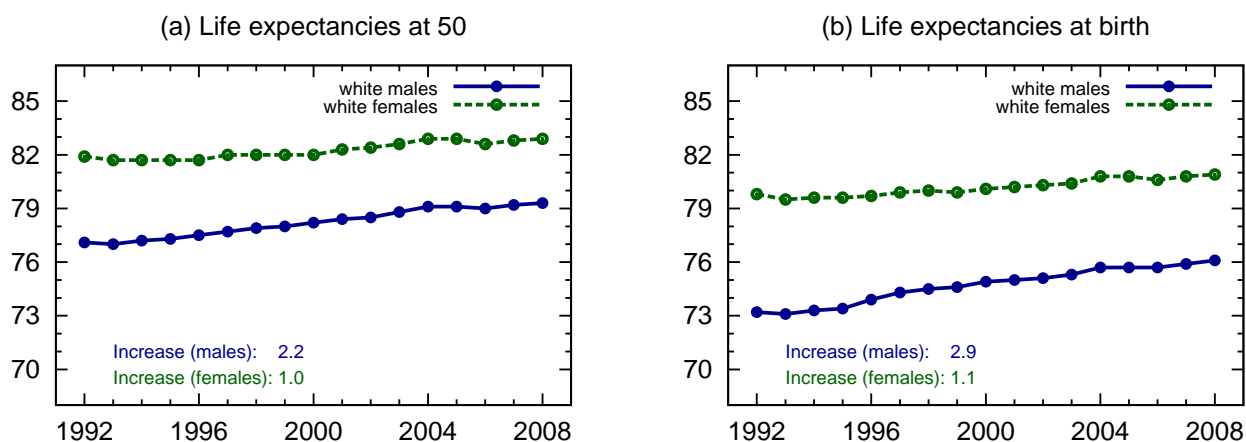 (a) Life expectancies at 50
white males
white females
85
82
79
76
73
70
Increase (males): 2.2
Increase (females): 1.0
1992 1996 2000 2004 2008
(b) Life expectancies at birth
white males
white females
85
82
79
76
73
70
Increase (males): 2.9
Increase (females): 1.1
1992 1996 2000 2004 2008